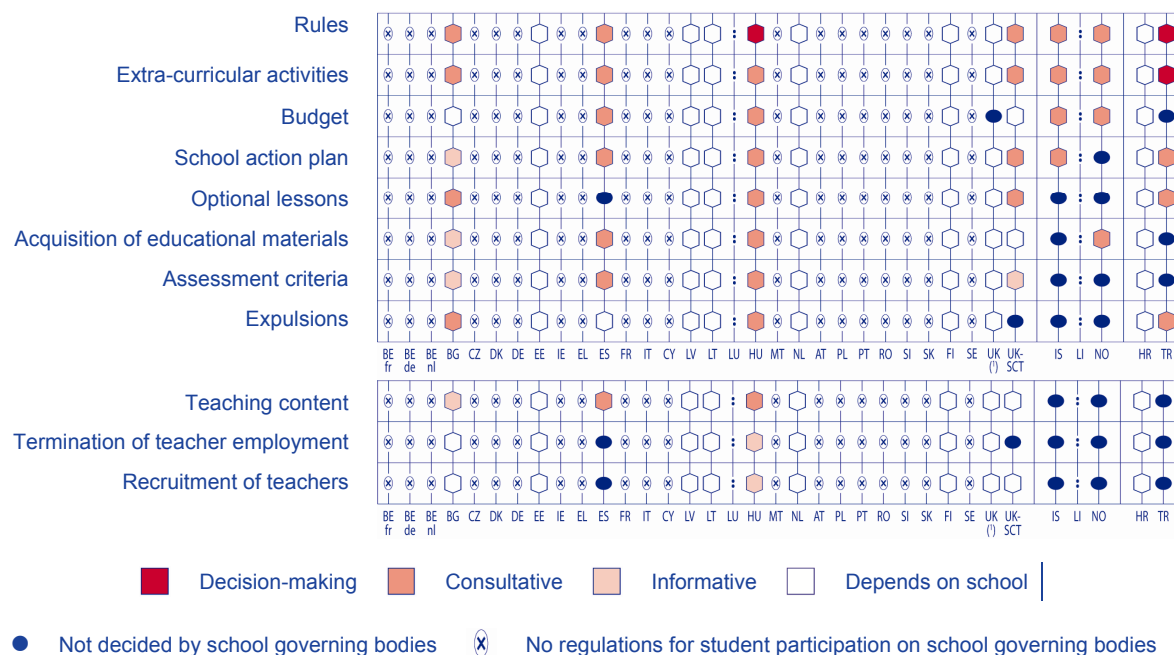 Rules
Extra-curricular activities
Budget
School action plan
Optional lessons
Acquisition of educational materials
Assessment criteria
Expulsions
BE fr BE de BE nl BG CZ DK DE EE IE EL ES FR IT CY LV LT LU HU MT NL AT PL PT RO SI SK FI SE UK (¹) UK-SCT IS LI NO HR TR
Teaching content
Termination of teacher employment
Recruitment of teachers
BE fr BE de BE nl BG CZ DK DE EE IE EL ES FR IT CY LV LT LU HU MT NL AT PL PT RO SI SK FI SE UK (¹) UK-SCT IS LI NO HR TR
Decision-making Consultative Informative Depends on school
Not decided by school governing bodies No regulations for student participation on school governing bodies